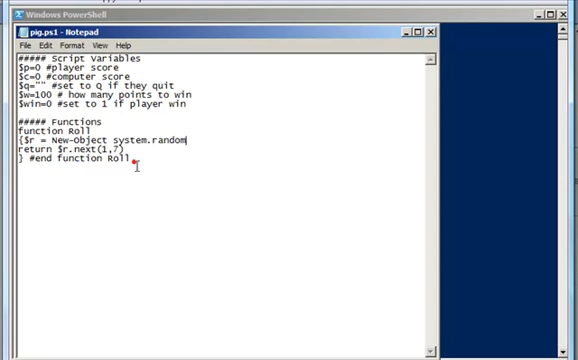 Windows PowerShell
pig.ps1 - Notepad
File Edit Format View Help
##### Script Variables
$p=0 #player score
$c=0 #computer score
$q="" #set to Q if they quit
$w=100 # how many points to win
$win=0 #set to 1 if player win
##### Functions
function Roll
{$r = New-Object system.random
return $r.next(1,7)
} #end function Roll